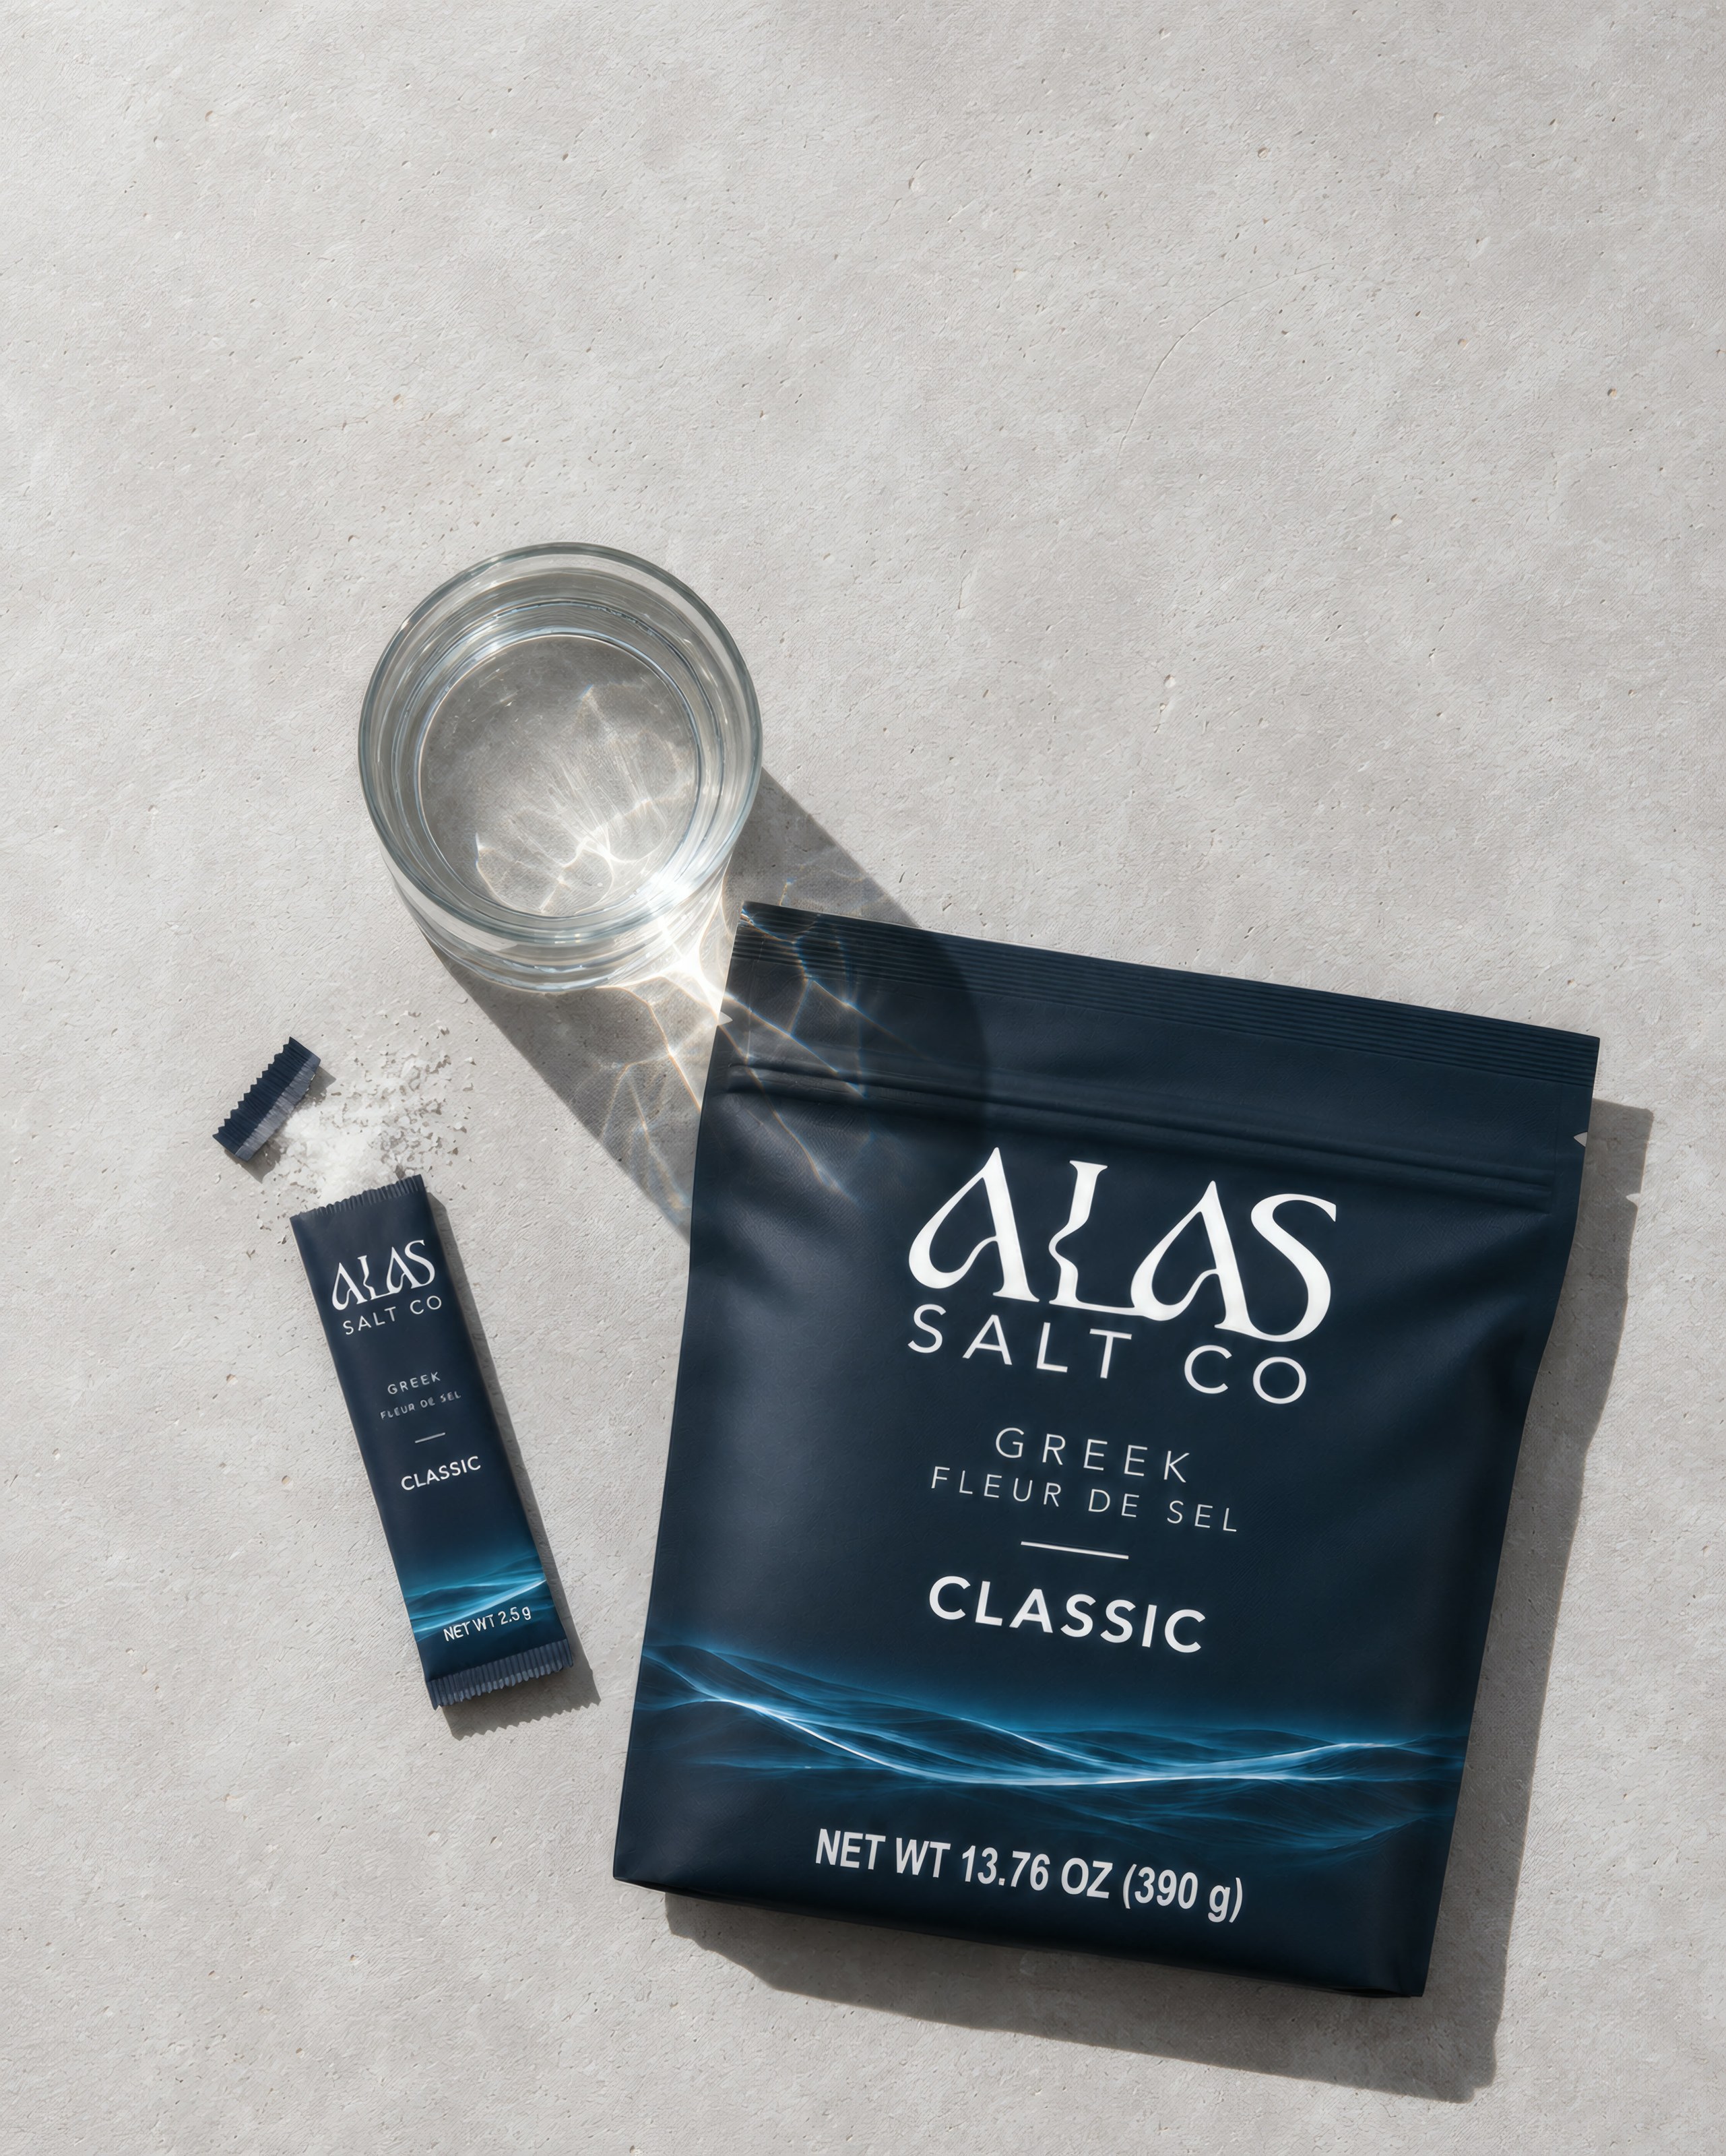 ALAS
SALT CO
GREEK
FLEUR DE SEL
CLASSIC
NET WT 2.5 g
ALAS
SALT CO
GREEK
FLEUR DE SEL
CLASSIC
NET WT 13.76 OZ (390 g)